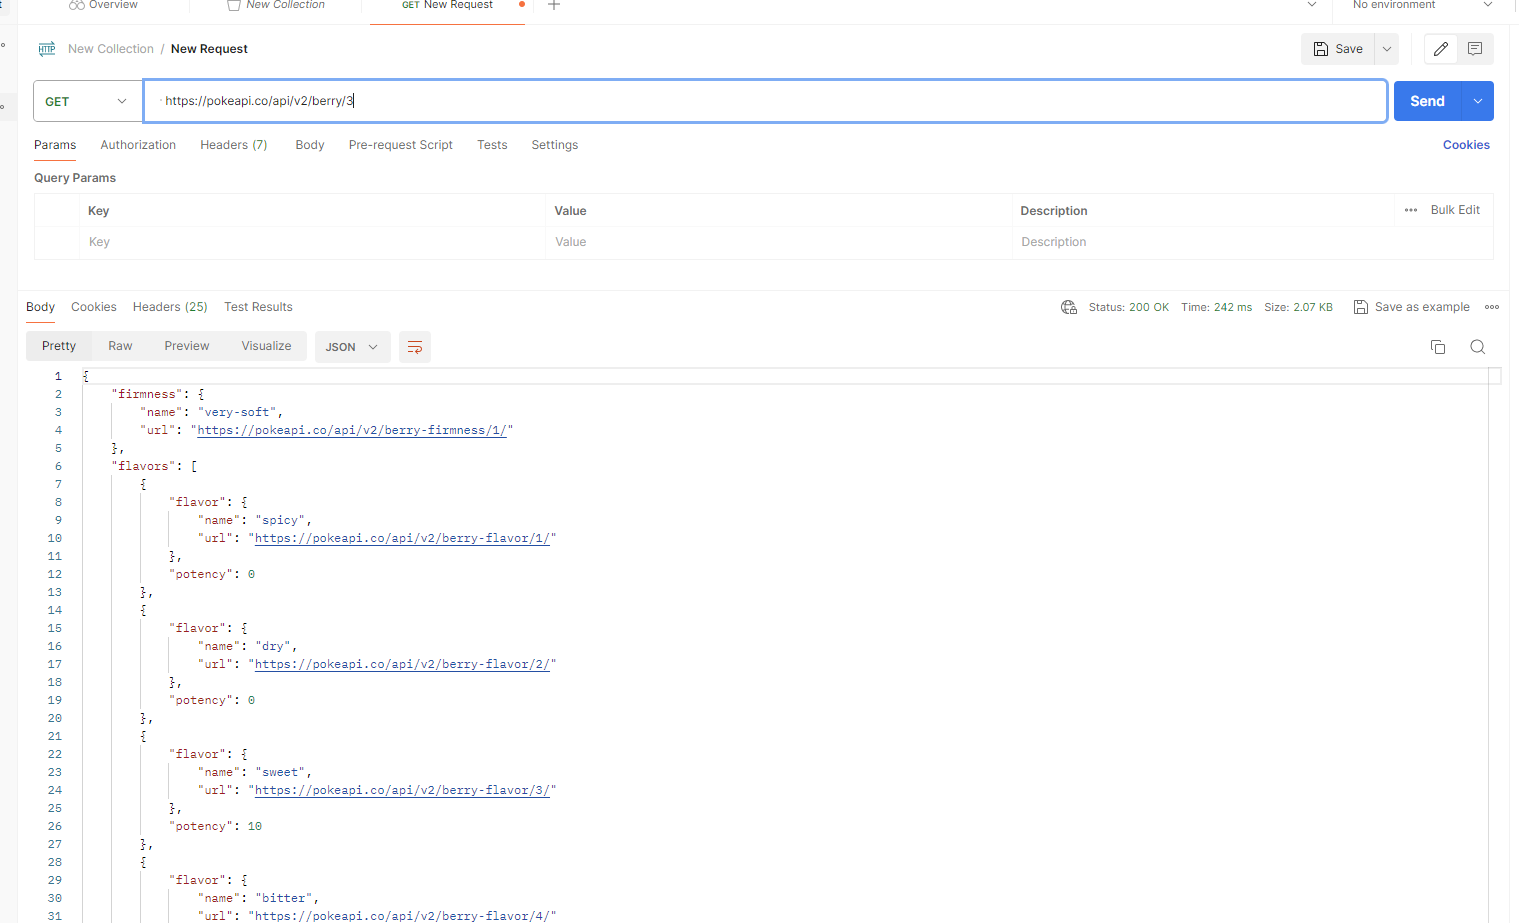 Overview New Collection GET New Request No environment
HTTP New Collection / New Request Save
GET https://pokeapi.co/api/v2/berry/3 Send
Params Authorization Headers (7) Body Pre-request Script Tests Settings Cookies
Query Params
Key Value Description ••• Bulk Edit
Key Value Description
Body Cookies Headers (25) Test Results Status: 200 OK Time: 242 ms Size: 2.07 KB Save as example
Pretty Raw Preview Visualize JSON
1 {
2 "firmness": {
3 "name": "very-soft",
4 "url": "https://pokeapi.co/api/v2/berry-firmness/1/"
5 },
6 "flavors": [
7 {
8 "flavor": {
9 "name": "spicy",
10 "url": "https://pokeapi.co/api/v2/berry-flavor/1/"
11 },
12 "potency": 0
13 },
14 {
15 "flavor": {
16 "name": "dry",
17 "url": "https://pokeapi.co/api/v2/berry-flavor/2/"
18 },
19 "potency": 0
20 },
21 {
22 "flavor": {
23 "name": "sweet",
24 "url": "https://pokeapi.co/api/v2/berry-flavor/3/"
25 },
26 "potency": 10
27 },
28 {
29 "flavor": {
30 "name": "bitter",
31 "url": "https://pokeapi.co/api/v2/berry-flavor/4/"